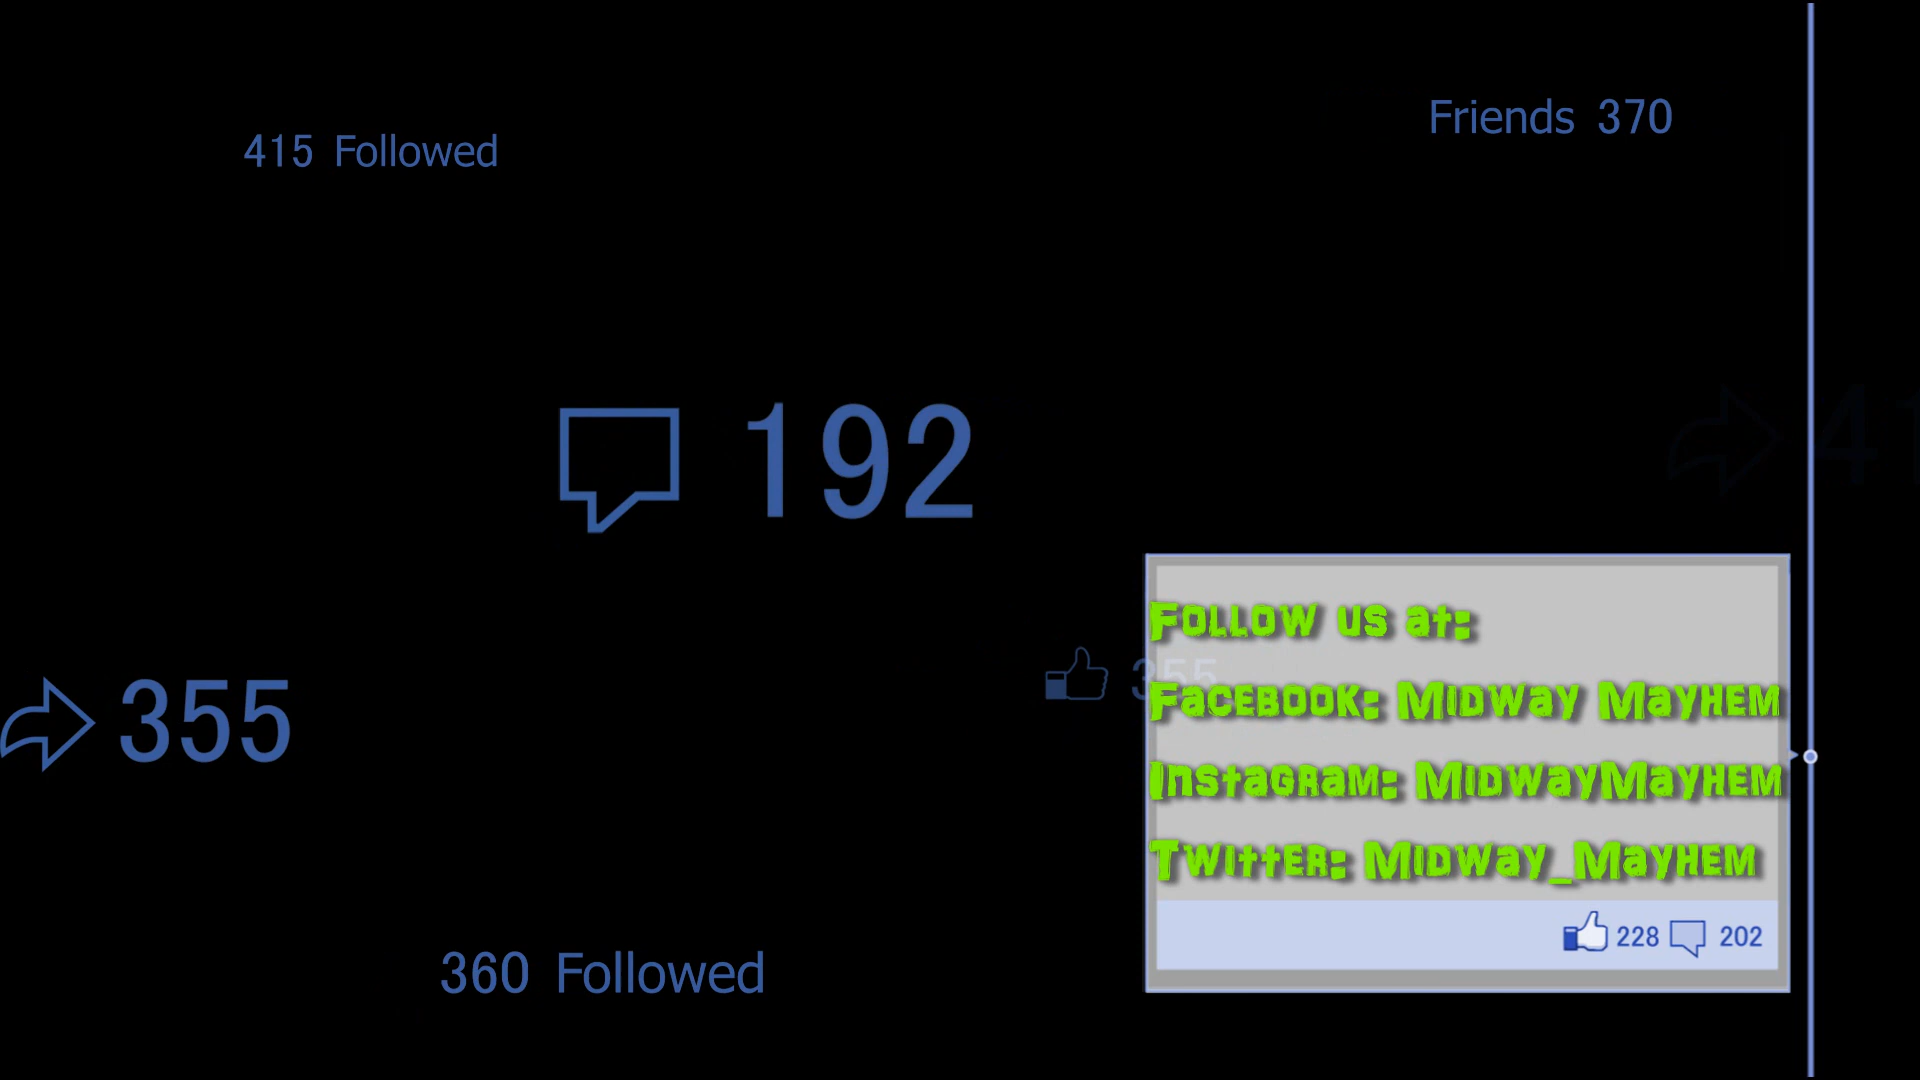 Friends 370
415 Followed
192
355
355
Follow us at:
Facebook: Midway Mayhem
Instagram: MidwayMayhem
Twitter: Midway_Mayhem
228 202
360 Followed